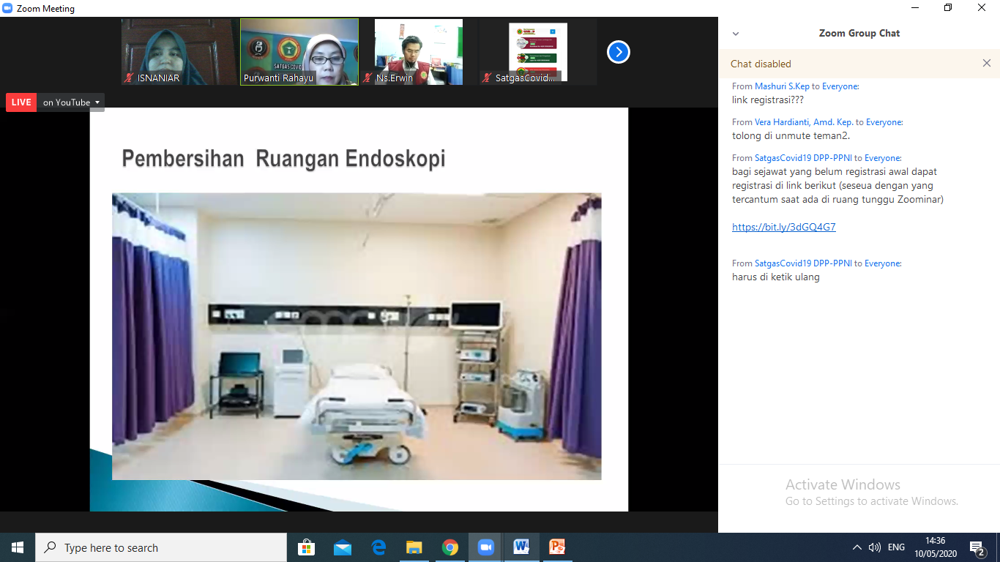 Zoom Meeting
ISNANIAR
SATGAS COVID
Purwanti Rahayu
Ns.Erwin
SatgasCovid...
LIVE on YouTube
Pembersihan Ruangan Endoskopi
Zoom Group Chat
Chat disabled
From Mashuri S.Kep to Everyone:
link registrasi???
From Vera Hardianti, Amd. Kep. to Everyone:
tolong di unmute teman2.
From SatgasCovid19 DPP-PPNI to Everyone:
bagi sejawat yang belum registrasi awal dapat
registrasi di link berikut (seseua dengan yang
tercantum saat ada di ruang tunggu Zoominar)
https://bit.ly/3dGQ4G7
From SatgasCovid19 DPP-PPNI to Everyone:
harus di ketik ulang
Activate Windows
Go to Settings to activate Windows.
Type here to search
ENG
14:36
10/05/2020
2